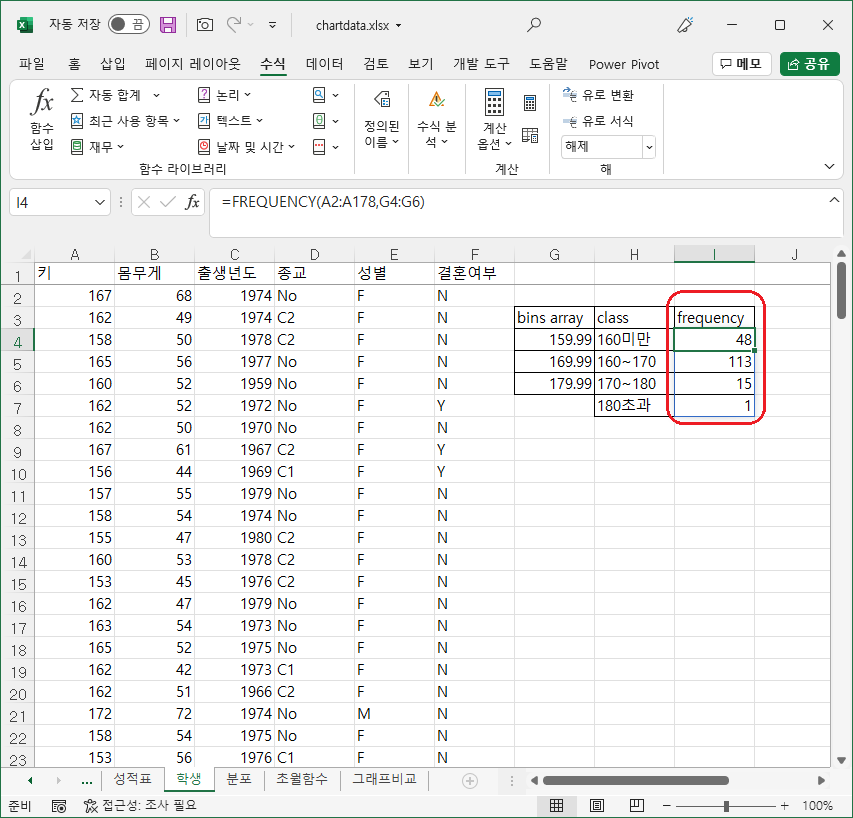 자동 저장 끔 chartdata.xlsx
파일 홈 삽입 페이지 레이아웃 수식 데이터 검토 보기 개발 도구 도움말 Power Pivot 메모 공유
fx 함수 삽입
자동 합계
최근 사용 항목
재무
논리
텍스트
날짜 및 시간
함수 라이브러리
정의된 이름
수식 분석
계산 옵션
계산
유로 변환
유로 서식
해제
해
I4 fx =FREQUENCY(A2:A178,G4:G6)
A B C D E F G H I J
1 키 몸무게 출생년도 종교 성별 결혼여부
2 167 68 1974 No F N
3 162 49 1974 C2 F N bins array class frequency
4 158 50 1978 C2 F N 159.99 160미만 48
5 165 56 1977 No F N 169.99 160~170 113
6 160 52 1959 No F N 179.99 170~180 15
7 162 52 1972 No F Y 180초과 1
8 162 50 1970 No F N
9 167 61 1967 C2 F Y
10 156 44 1969 C1 F Y
11 157 55 1979 No F N
12 158 54 1974 No F N
13 155 47 1980 C2 F N
14 160 53 1978 C2 F N
15 153 45 1976 C2 F N
16 162 47 1979 No F N
17 163 54 1973 No F N
18 165 52 1975 No F N
19 162 42 1973 C1 F N
20 162 51 1966 C2 F N
21 172 72 1974 No M N
22 158 54 1975 No F N
23 153 56 1976 C1 F N
... 성적표 학생 분포 초월함수 그래프비교
준비 접근성: 조사 필요 100%